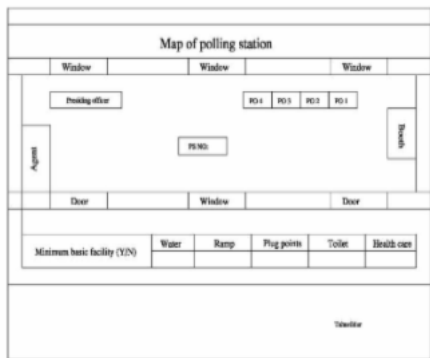 Map of polling station
Window Window Window
Presiding officer PO 4 PO 3 PO 2 PO 1
Booth
PS NO:
Agent
Door Window Door
Minimum basic facility (Y/N) Water Ramp Plug points Toilet Health care
Tahsildar